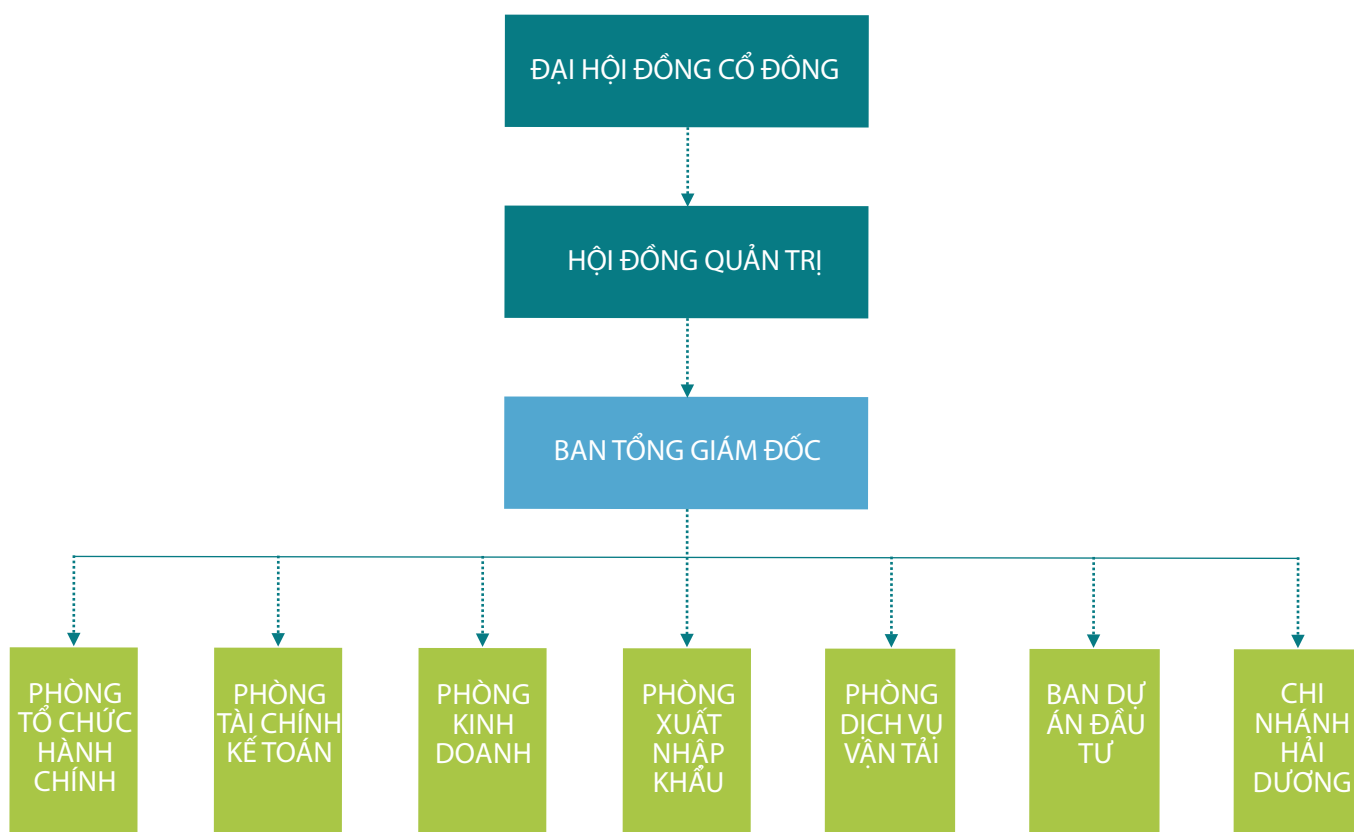 ĐẠI HỘI ĐỒNG CỔ ĐÔNG
HỘI ĐỒNG QUẢN TRỊ
BAN TỔNG GIÁM ĐỐC
PHÒNG
TỔ CHỨC
HÀNH
CHÍNH
PHÒNG
TÀI CHÍNH
KẾ TOÁN
PHÒNG
KINH
DOANH
PHÒNG
XUẤT
NHẬP
KHẨU
PHÒNG
DỊCH VỤ
VẬN TẢI
BAN DỰ
ÁN ĐẦU
TƯ
CHI
NHÁNH
HẢI
DƯƠNG